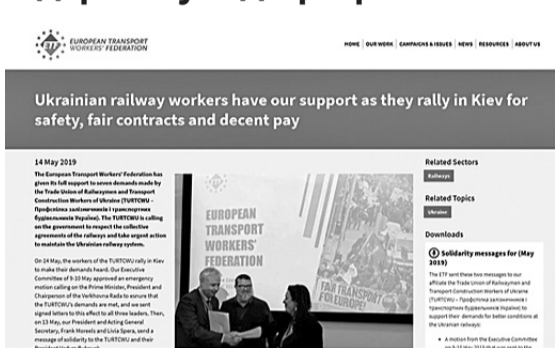 EUROPEAN TRANSPORT
WORKERS' FEDERATION
HOME
OUR WORK
CAMPAIGNS & ISSUES
NEWS
RESOURCES
ABOUT US
Ukrainian railway workers have our support as they rally in Kiev for
safety, fair contracts and decent pay
14 May 2019
The European Transport Workers' Federation has
given its full support to seven demands made by
the Trade Union of Railwaymen and Transport
Construction Workers of Ukraine (TURTCWU –
Профспілка залізничників і транспортних
будівельників України). The TURTCWU is calling
on the government to respect the collective
agreements of the railways and take urgent action
to maintain the Ukrainian railway system.
On 14 May, the workers of the TURTCWU rally in Kiev
to make their demands heard. Our Executive
Committee of 9-10 May approved an emergency
motion calling on the Prime Minister, President and
Chairperson of the Verkhovna Rada to ensure that
the TURTCWU's demands are met, and we sent
signed letters to this effect to all three leaders. Then,
on 13 May, our President and Acting General
Secretary, Frank Moreels and Livia Spera, send a
message of solidarity to the TURTCWU and their
EUROPEAN
TRANSPORT
WORKERS'
FEDERATION
FAIR TRANSPORT
FOR EUROPE!
Related Sectors
Railways
Related Topics
Ukraine
Downloads
Solidarity messages for (May
2019)
The ETF sent these two messages to our
affiliate the Trade Union of Railwaymen and
Transport Construction Workers of Ukraine
(TURTCWU – Профспілка залізничників і
транспортних будівельників України) to
support their demands for better conditions at
the Ukrainian railways:
A motion from the Executive Committee